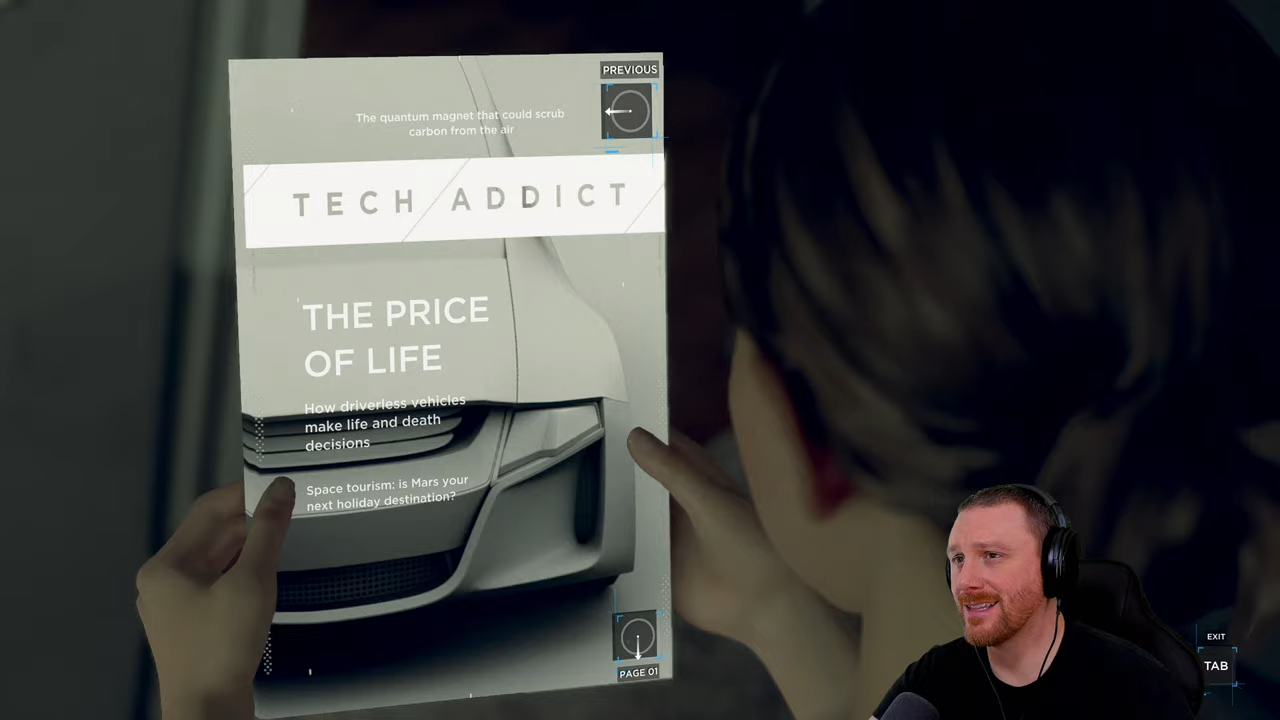 PREVIOUS
The quantum magnet that could scrub
carbon from the air
TECH ADDICT
THE PRICE
OF LIFE
How driverless vehicles
make life and death
decisions
Space tourism: is Mars your
next holiday destination?
PAGE 01
EXIT
TAB